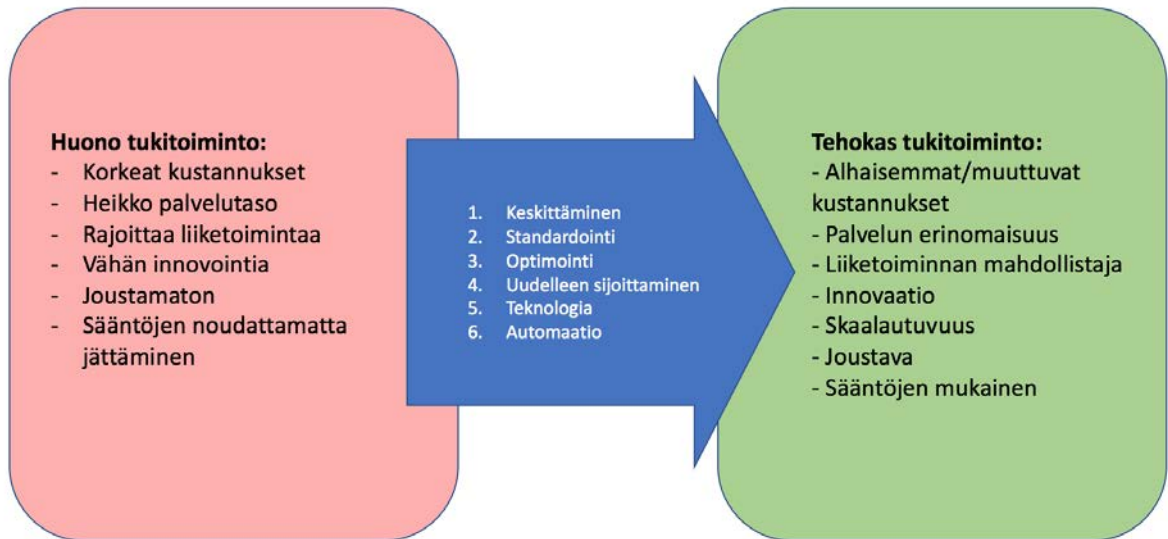 Huono tukitoiminto:
- Korkeat kustannukset
- Heikko palvelutaso
- Rajoittaa liiketoimintaa
- Vähän innovointia
- Joustamaton
- Sääntöjen noudattamatta
jättäminen
1. Keskittäminen
2. Standardointi
3. Optimointi
4. Uudelleen sijoittaminen
5. Teknologia
6. Automaatio
Tehokas tukitoiminto:
- Alhaisemmat/muuttuvat
kustannukset
- Palvelun erinomaisuus
- Liiketoiminnan mahdollistaja
- Innovaatio
- Skaalautuvuus
- Joustava
- Sääntöjen mukainen